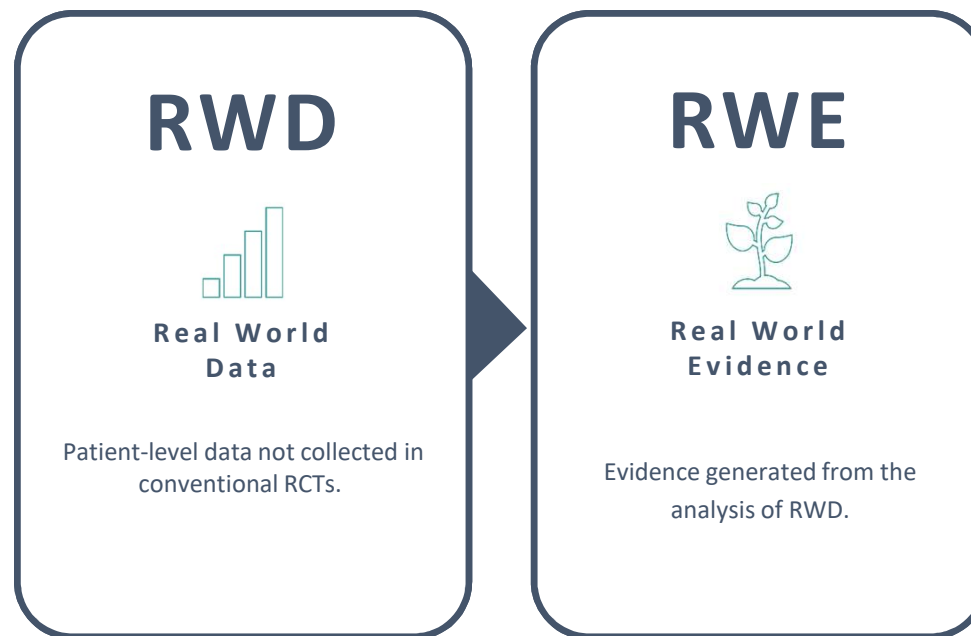 RWD
Real World
Data
Patient-level data not collected in
conventional RCTs.
RWE
Real World
Evidence
Evidence generated from the
analysis of RWD.